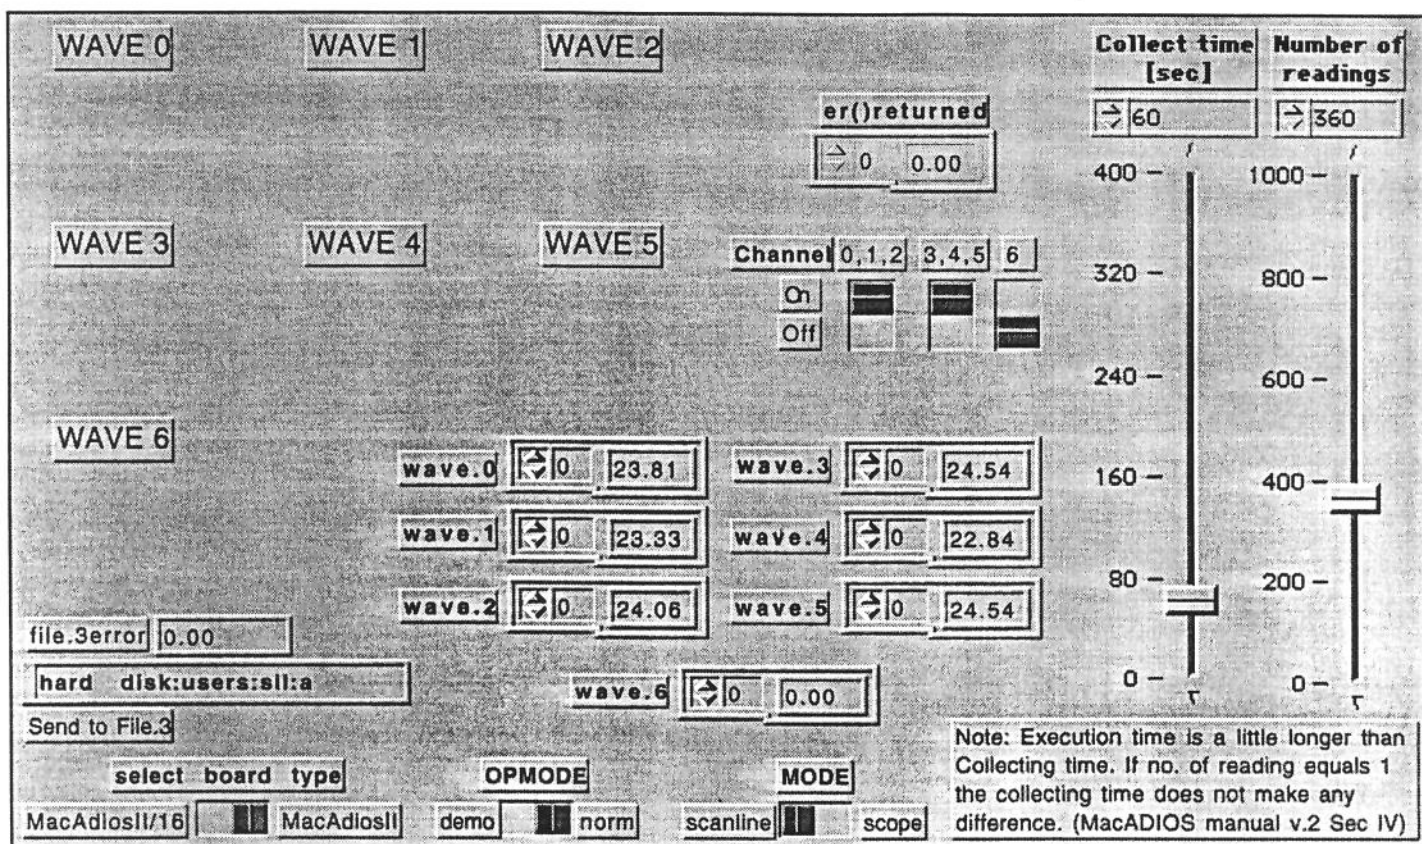 WAVE 0
WAVE 1
WAVE.2
Collect time
[sec]
Number of
readings
60
360
er()returned
0
0.00
400
1000
WAVE 3
WAVE 4
WAVE 5
Channel
0,1,2
3,4,5
6
On
Off
320
800
240
600
WAVE 6
wave.0
0
23.81
wave.3
0
24.54
160
400
wave.1
0
23.33
wave.4
0
22.84
80
200
wave.2
0
24.06
wave.5
0
24.54
file.3error
0.00
hard disk:users:sll:a
wave.6
0
0.00
0
0
Send to File.3
Note: Execution time is a little longer than
Collecting time. If no. of reading equals 1
the collecting time does not make any
difference. (MacADIOS manual v.2 Sec IV)
select board type
OPMODE
MODE
MacAdiosII/16
MacAdiosII
demo
norm
scanline
scope